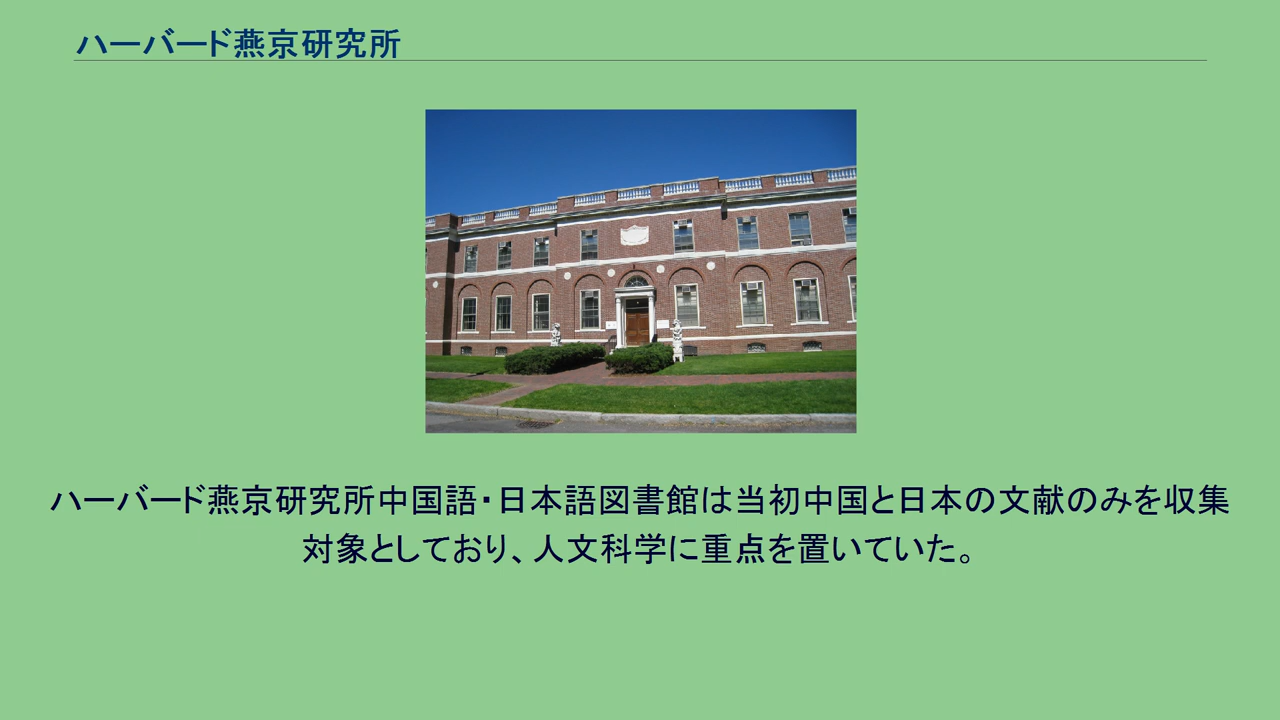 ハーバード燕京研究所
ハーバード燕京研究所中国語・日本語図書館は当初中国と日本の文献のみを収集
対象としており、人文科学に重点を置いていた。